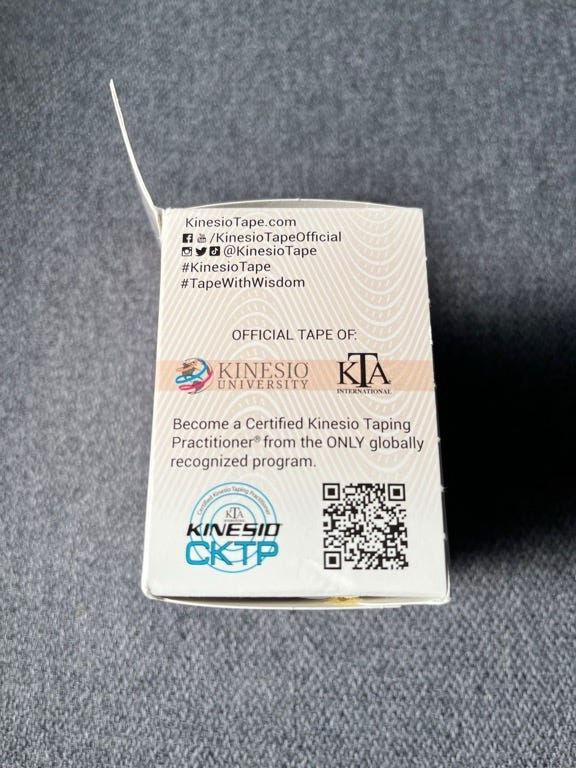 KinesioTape.com
/KinesioTapeOfficial
@KinesioTape
#KinesioTape
#TapeWithWisdom
OFFICIAL TAPE OF:
KINESIO
UNIVERSITY
KTA
INTERNATIONAL
Become a Certified Kinesio Taping
Practitioner® from the ONLY globally
recognized program.
Certified Kinesio Taping Practitioner
KTA
KINESIO
CKTP